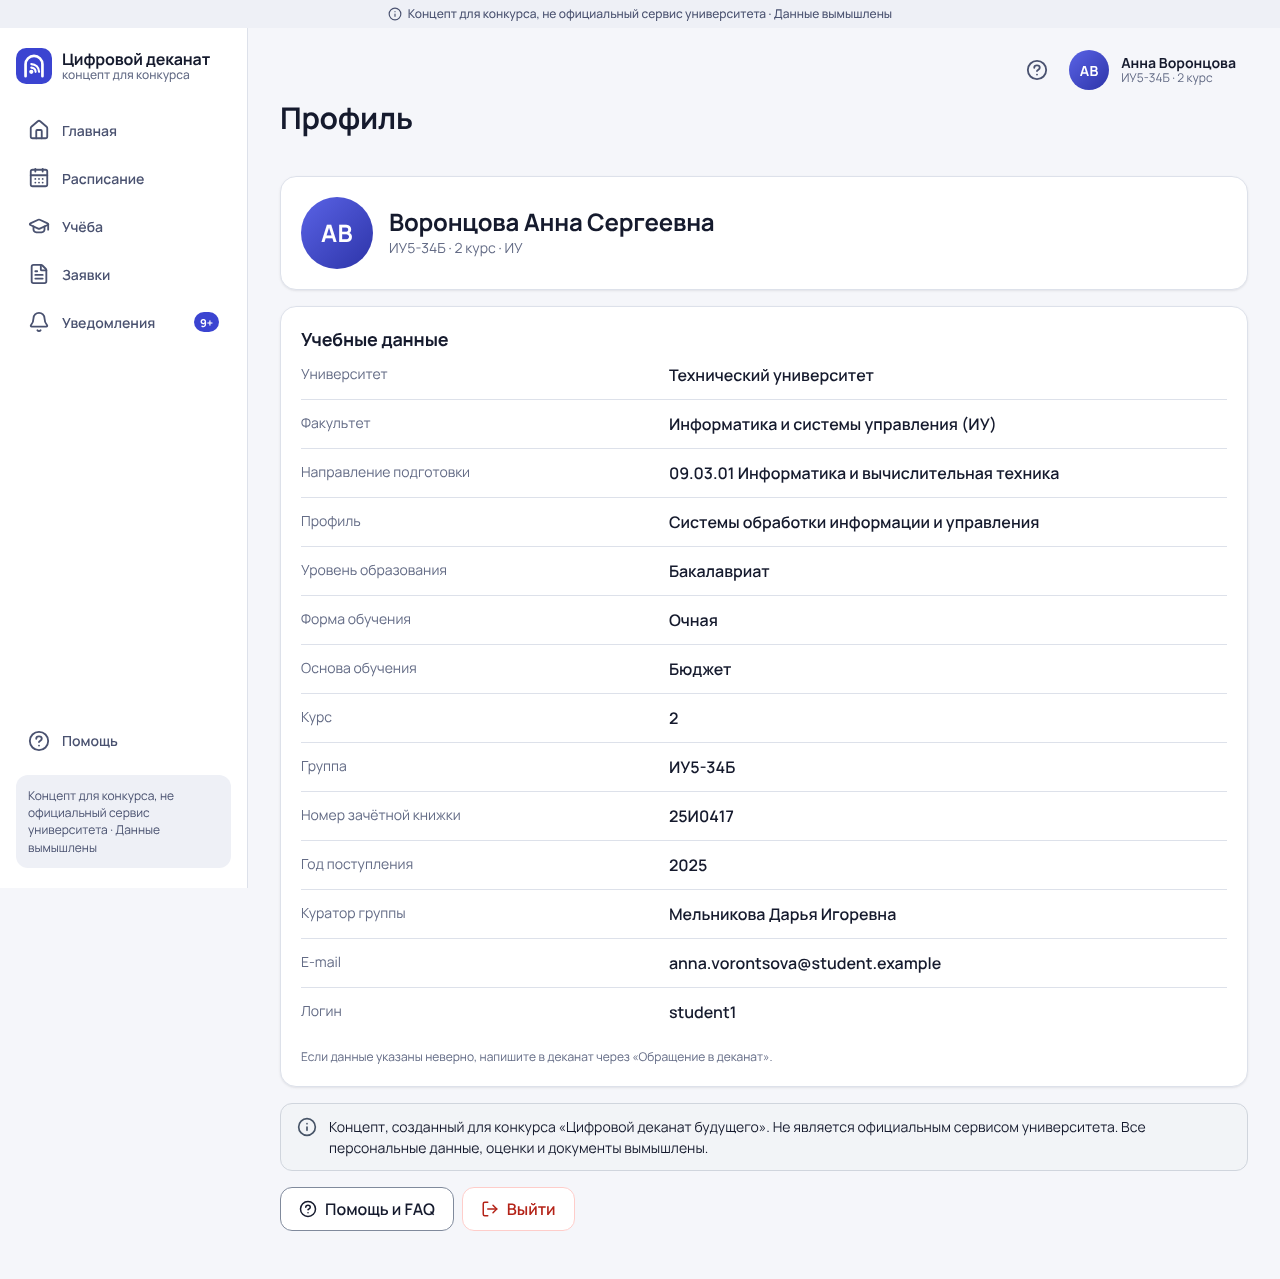 Концепт для конкурса, не официальный сервис университета · Данные вымышлены
Цифровой деканат
концепт для конкурса
Главная
Расписание
Учёба
Заявки
Уведомления
9+
Помощь
Концепт для конкурса, не
официальный сервис
университета · Данные
вымышлены
АВ
Анна Воронцова
ИУ5-34Б · 2 курс
Профиль
АВ
Воронцова Анна Сергеевна
ИУ5-34Б · 2 курс · ИУ
Учебные данные
Университет
Технический университет
Факультет
Информатика и системы управления (ИУ)
Направление подготовки
09.03.01 Информатика и вычислительная техника
Профиль
Системы обработки информации и управления
Уровень образования
Бакалавриат
Форма обучения
Очная
Основа обучения
Бюджет
Курс
2
Группа
ИУ5-34Б
Номер зачётной книжки
25И0417
Год поступления
2025
Куратор группы
Мельникова Дарья Игоревна
E-mail
anna.vorontsova@student.example
Логин
student1
Если данные указаны неверно, напишите в деканат через «Обращение в деканат».
Концепт, созданный для конкурса «Цифровой деканат будущего». Не является официальным сервисом университета. Все
персональные данные, оценки и документы вымышлены.
Помощь и FAQ
Выйти